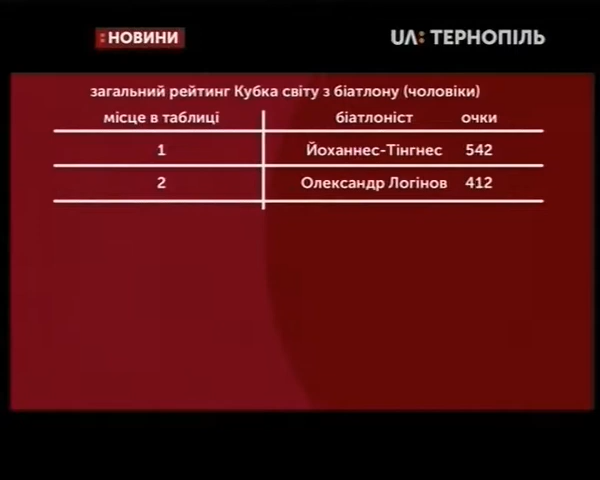 :НОВИНИ
UA: ТЕРНОПІЛЬ
загальний рейтинг Кубка світу з біатлону (чоловіки)
місце в таблиці біатлоніст очки
1 Йоханнес-Тінгнес 542
2 Олександр Логінов 412